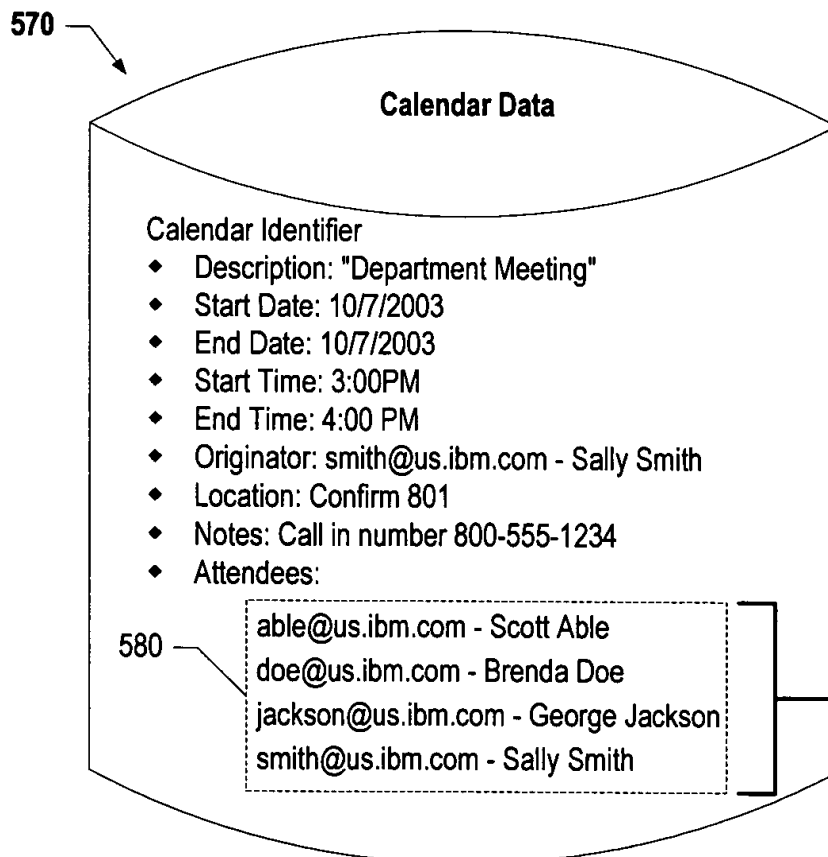 570
Calendar Data
Calendar Identifier
◆ Description: "Department Meeting"
◆ Start Date: 10/7/2003
◆ End Date: 10/7/2003
◆ Start Time: 3:00PM
◆ End Time: 4:00 PM
◆ Originator: smith@us.ibm.com - Sally Smith
◆ Location: Confirm 801
◆ Notes: Call in number 800-555-1234
◆ Attendees:
580
able@us.ibm.com - Scott Able
doe@us.ibm.com - Brenda Doe
jackson@us.ibm.com - George Jackson
smith@us.ibm.com - Sally Smith